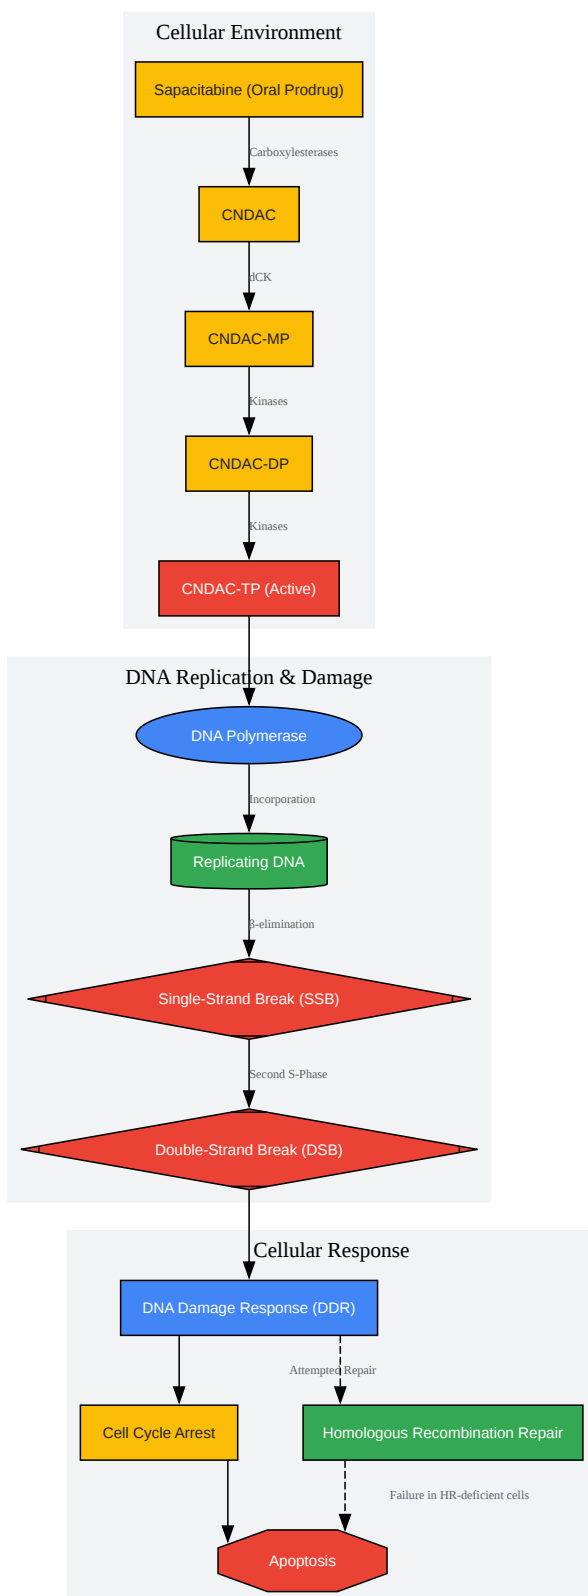 Cellular Environment
Sapacitabine (Oral Prodrug)
Carboxylesterases
CNDAC
dCK
CNDAC-MP
Kinases
CNDAC-DP
Kinases
CNDAC-TP (Active)
DNA Replication & Damage
DNA Polymerase
Incorporation
Replicating DNA
β-elimination
Single-Strand Break (SSB)
Second S-Phase
Double-Strand Break (DSB)
Cellular Response
DNA Damage Response (DDR)
Attempted Repair
Cell Cycle Arrest
Homologous Recombination Repair
Failure in HR-deficient cells
Apoptosis